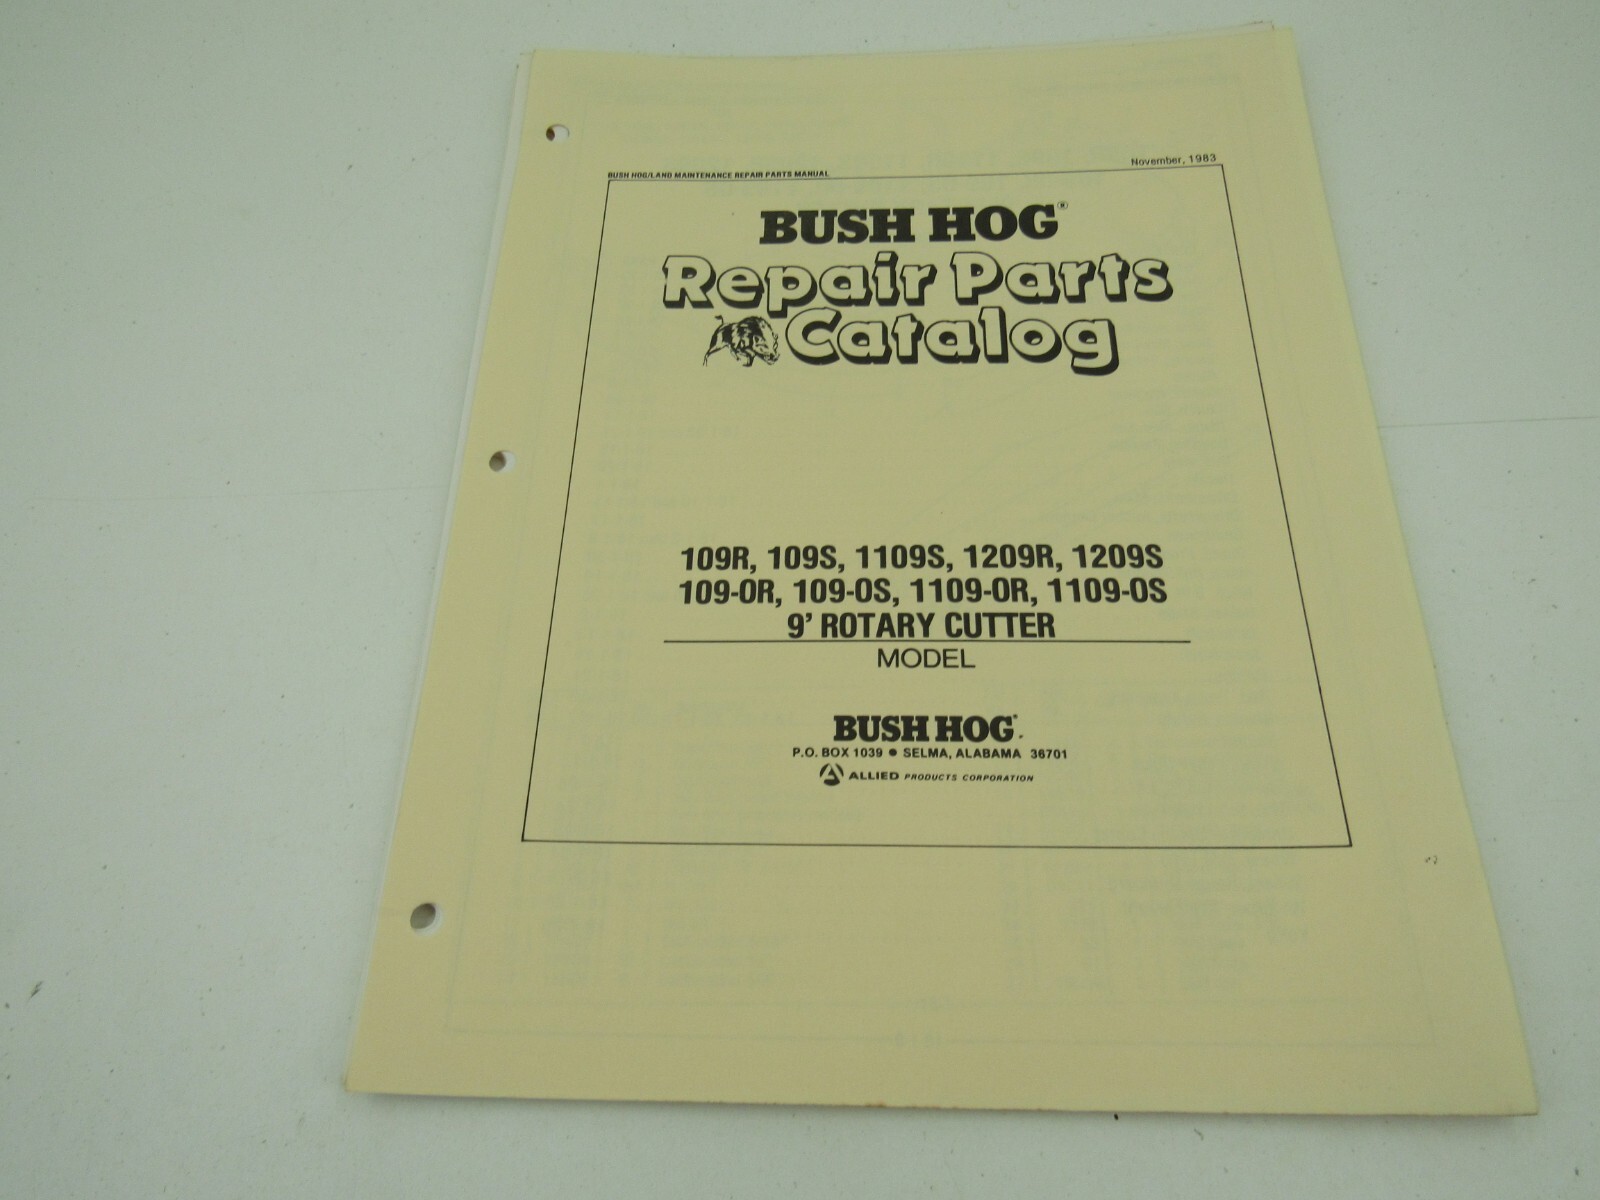 November, 1983
BUSH HOG/LAND MAINTENANCE REPAIR PARTS MANUAL
BUSH HOG®
Repair Parts
Catalog
109R, 109S, 1109S, 1209R, 1209S
109-0R, 109-0S, 1109-0R, 1109-0S
9' ROTARY CUTTER
MODEL
BUSH HOG
P.O. BOX 1039 ● SELMA, ALABAMA 36701
ALLIED PRODUCTS CORPORATION